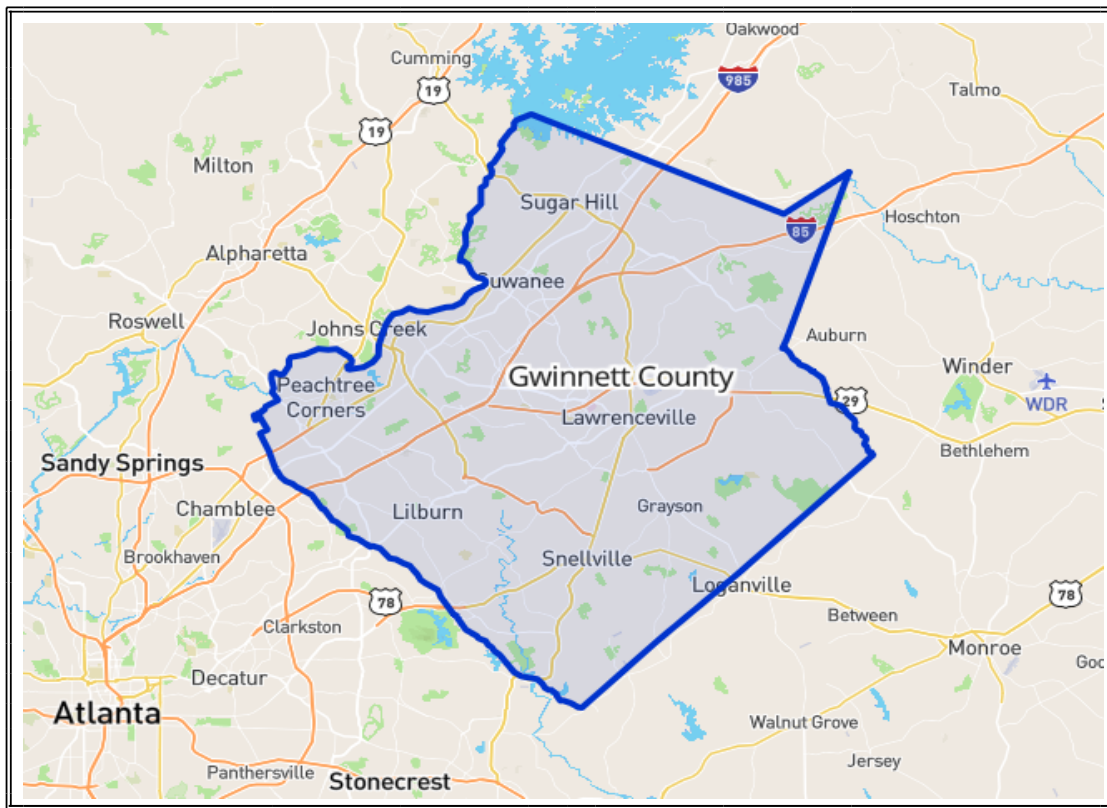 Oakwood
Cumming
985
19
Talmo
19
Milton
Sugar Hill
Hoschton
85
Alpharetta
Suwanee
Roswell
Johns Creek
Auburn
Winder
Gwinnett County
Peachtree
Corners
29
WDR
Lawrenceville
Bethlehem
Sandy Springs
Chamblee
Lilburn
Grayson
Brookhaven
Snellville
Loganville
78
78
Between
Clarkston
Monroe
Goo
Decatur
Atlanta
Walnut Grove
Jersey
Panthersville
Stonecrest